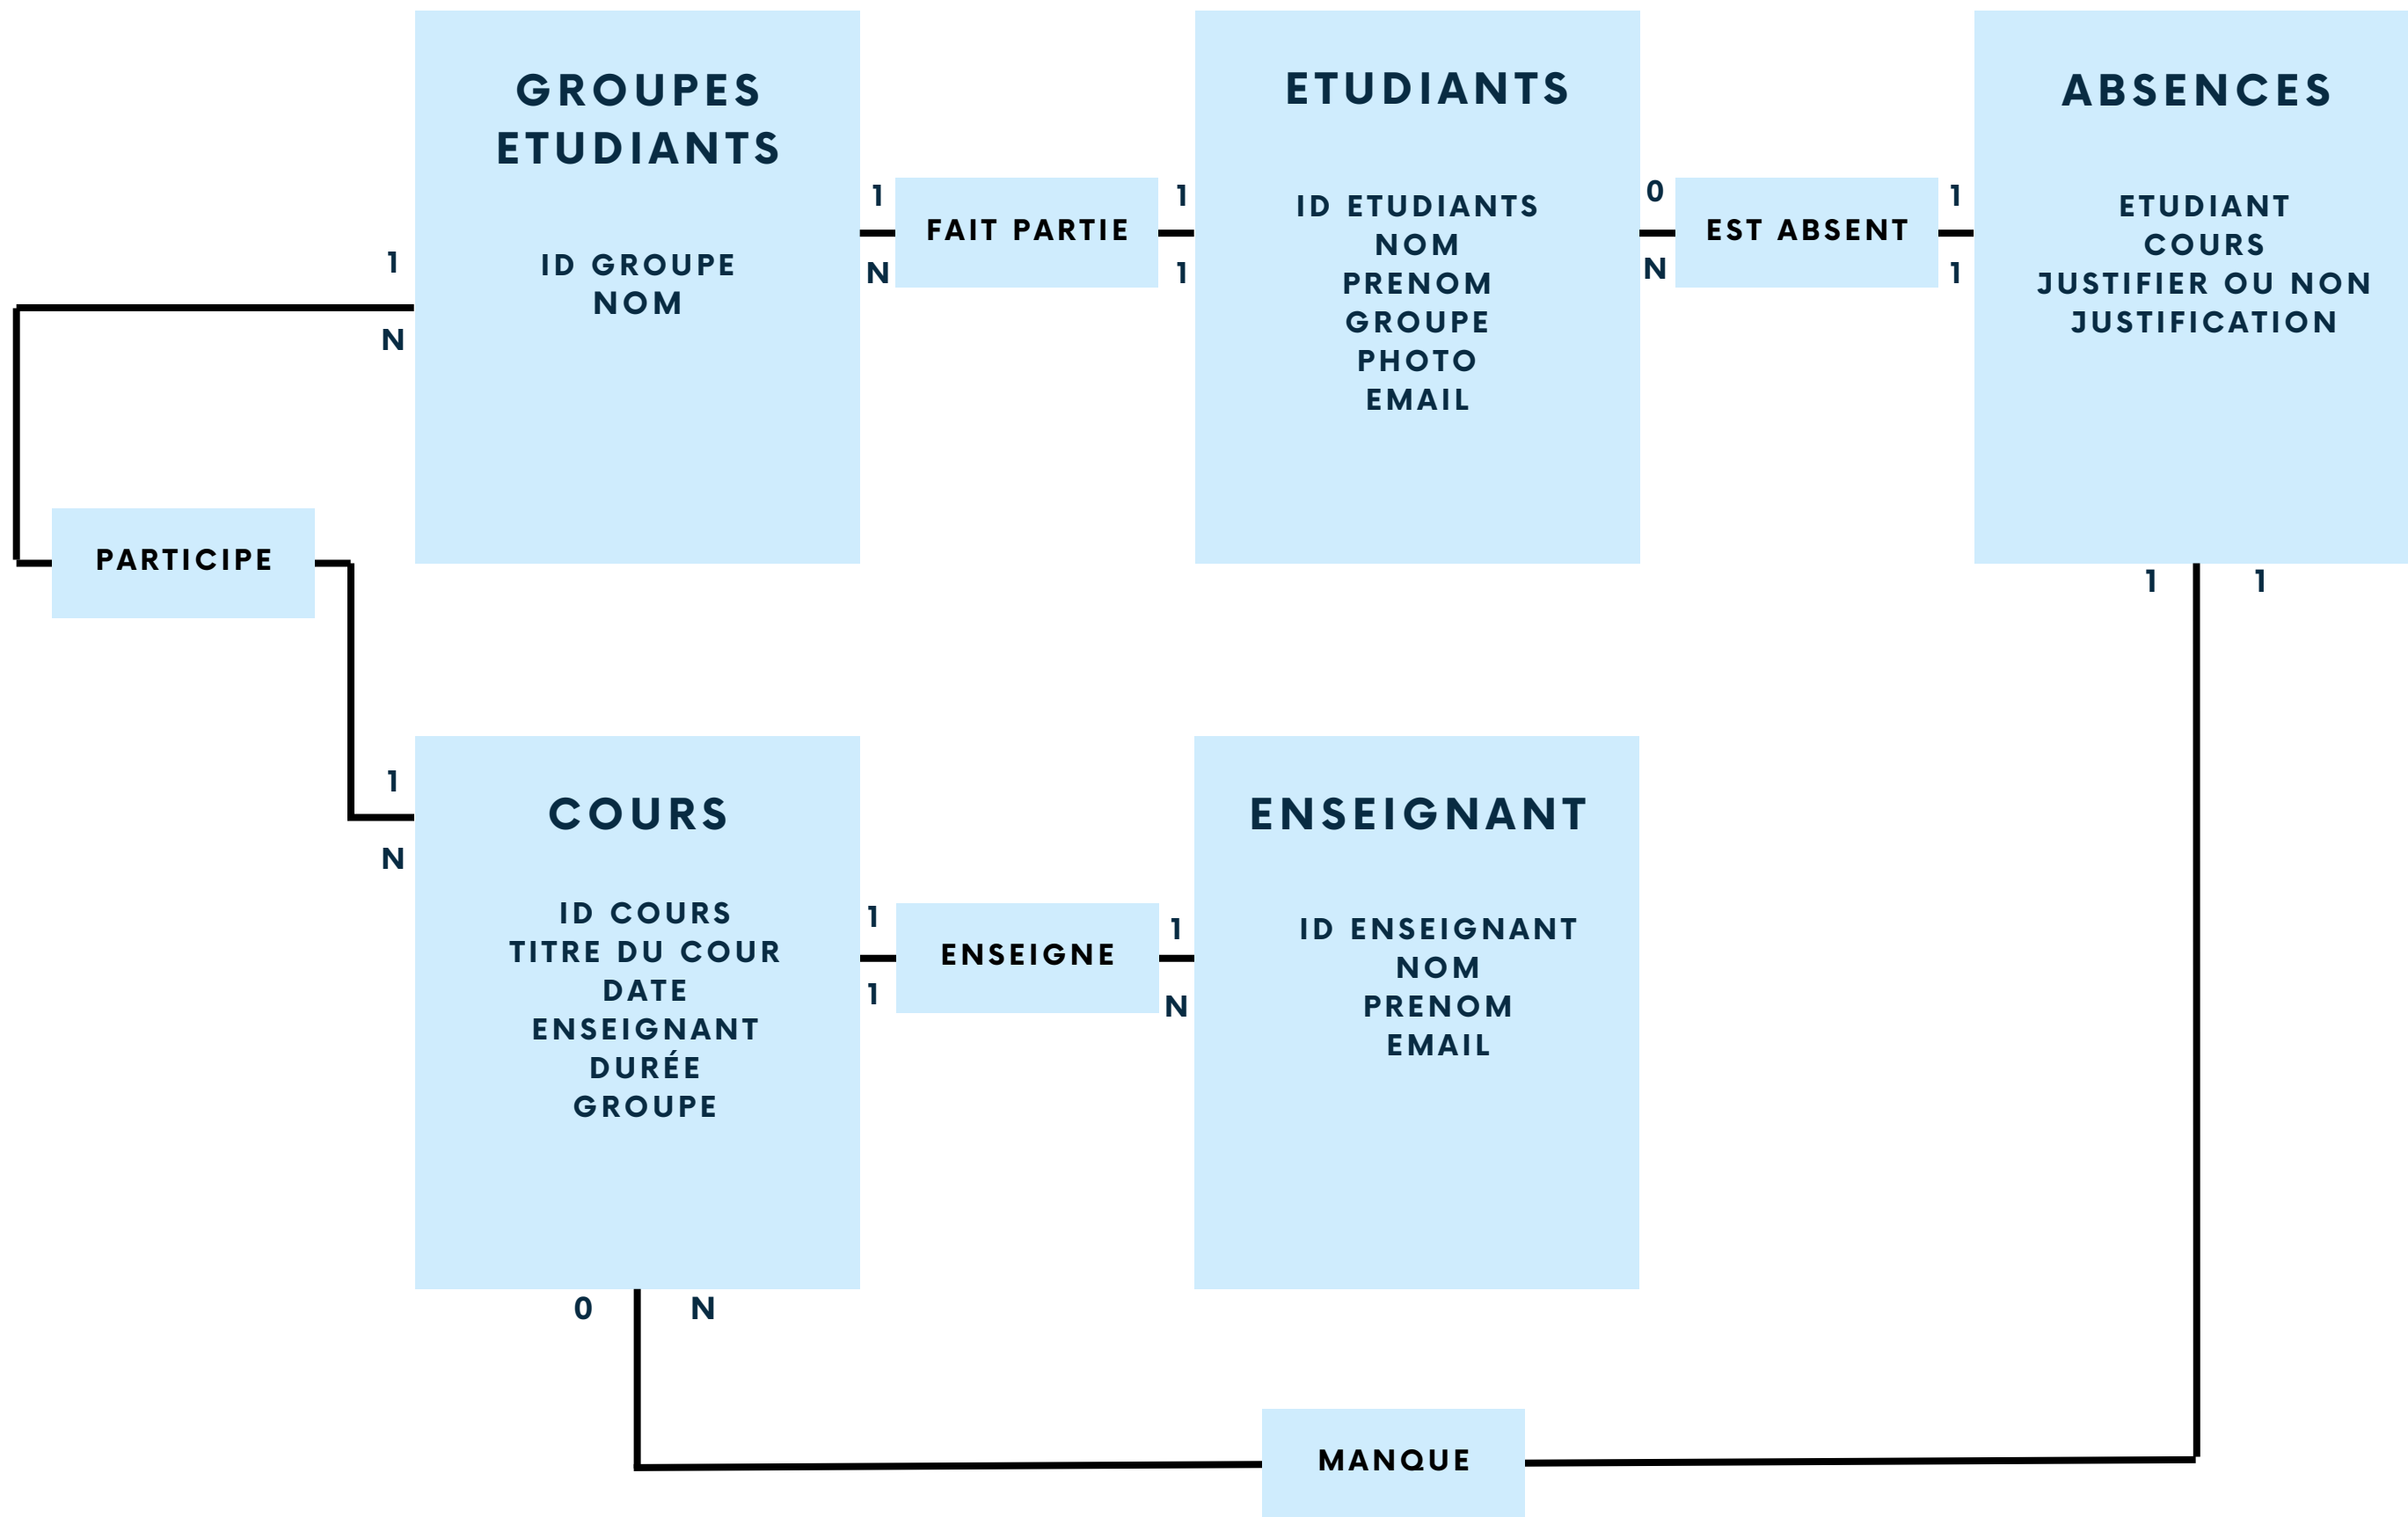 GROUPES
ETUDIANTS
ID GROUPE
NOM
1
N
FAIT PARTIE
1
1
ETUDIANTS
ID ETUDIANTS
NOM
PRENOM
GROUPE
PHOTO
EMAIL
0
N
EST ABSENT
1
1
ABSENCES
ETUDIANT
COURS
JUSTIFIER OU NON
JUSTIFICATION
1
N
PARTICIPE
1
N
1 1
COURS
ID COURS
TITRE DU COUR
DATE
ENSEIGNANT
DURÉE
GROUPE
1
1
ENSEIGNE
1
N
ENSEIGNANT
ID ENSEIGNANT
NOM
PRENOM
EMAIL
0 N
MANQUE